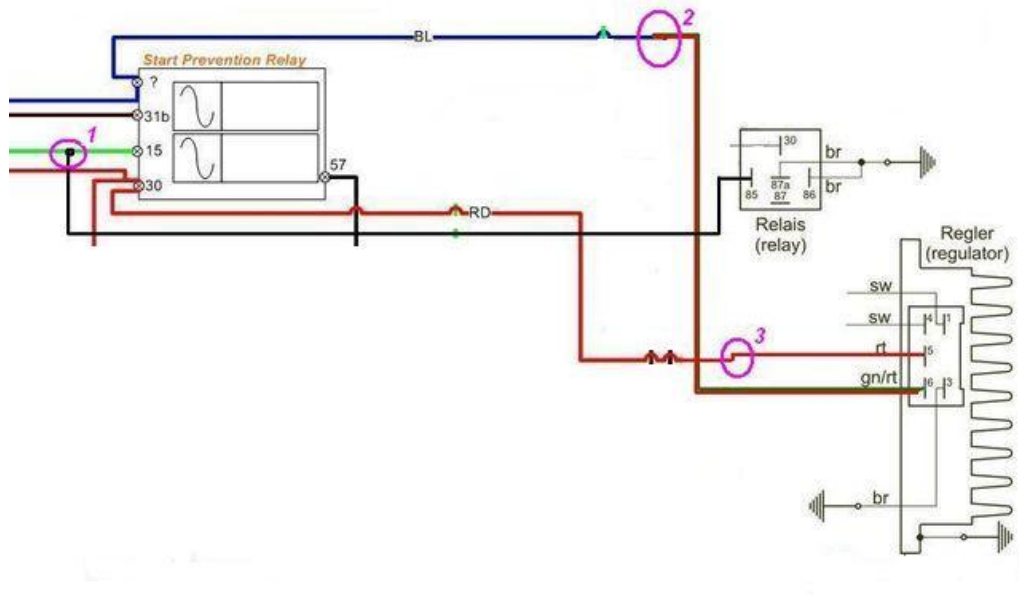 2
BL
Start Prevention Relay
?
31b
1
15
57
30
RD
30
br
br
85
87a
87
86
Relais
(relay)
Regler
(regulator)
sw
4
1
sw
3
rt
5
gn/rt
6
3
br